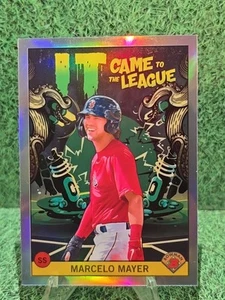 IT CAME
TO THE LEAGUE
SS
MARCELO MAYER